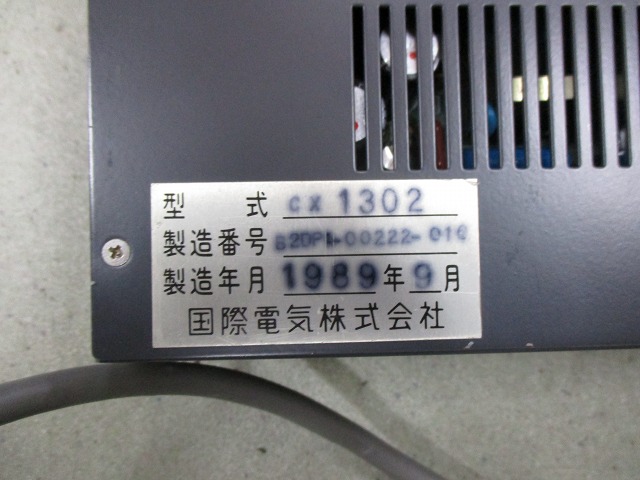 型 式 CX 1302
製造番号
製造年月 1989年9月
国際電気株式会社